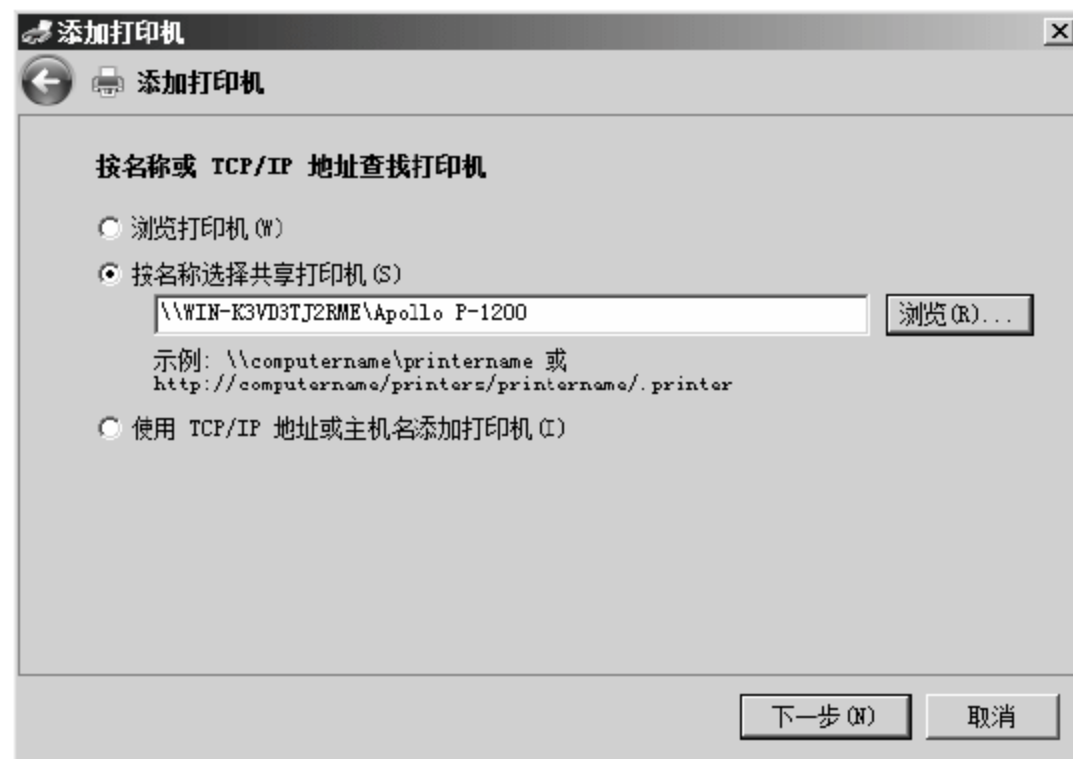 添加打印机
添加打印机
按名称或 TCP/IP 地址查找打印机
浏览打印机(W)
按名称选择共享打印机(S)
\\WIN-K3VD3TJ2RME\Apollo P-1200
浏览(R)...
示例: \\computername\printername 或
http://computername/printers/printername/.printer
使用 TCP/IP 地址或主机名添加打印机(I)
下一步(N)
取消